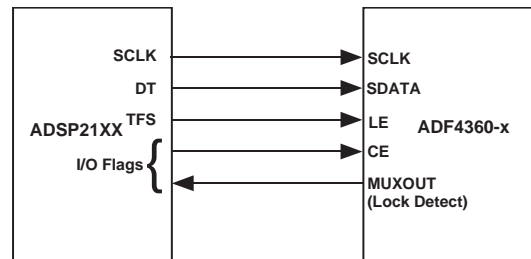 SCLK
DT
TFS
ADSP21XX
I/O Flags
{
SCLK
SDATA
LE
ADF4360-x
CE
MUXOUT
(Lock Detect)